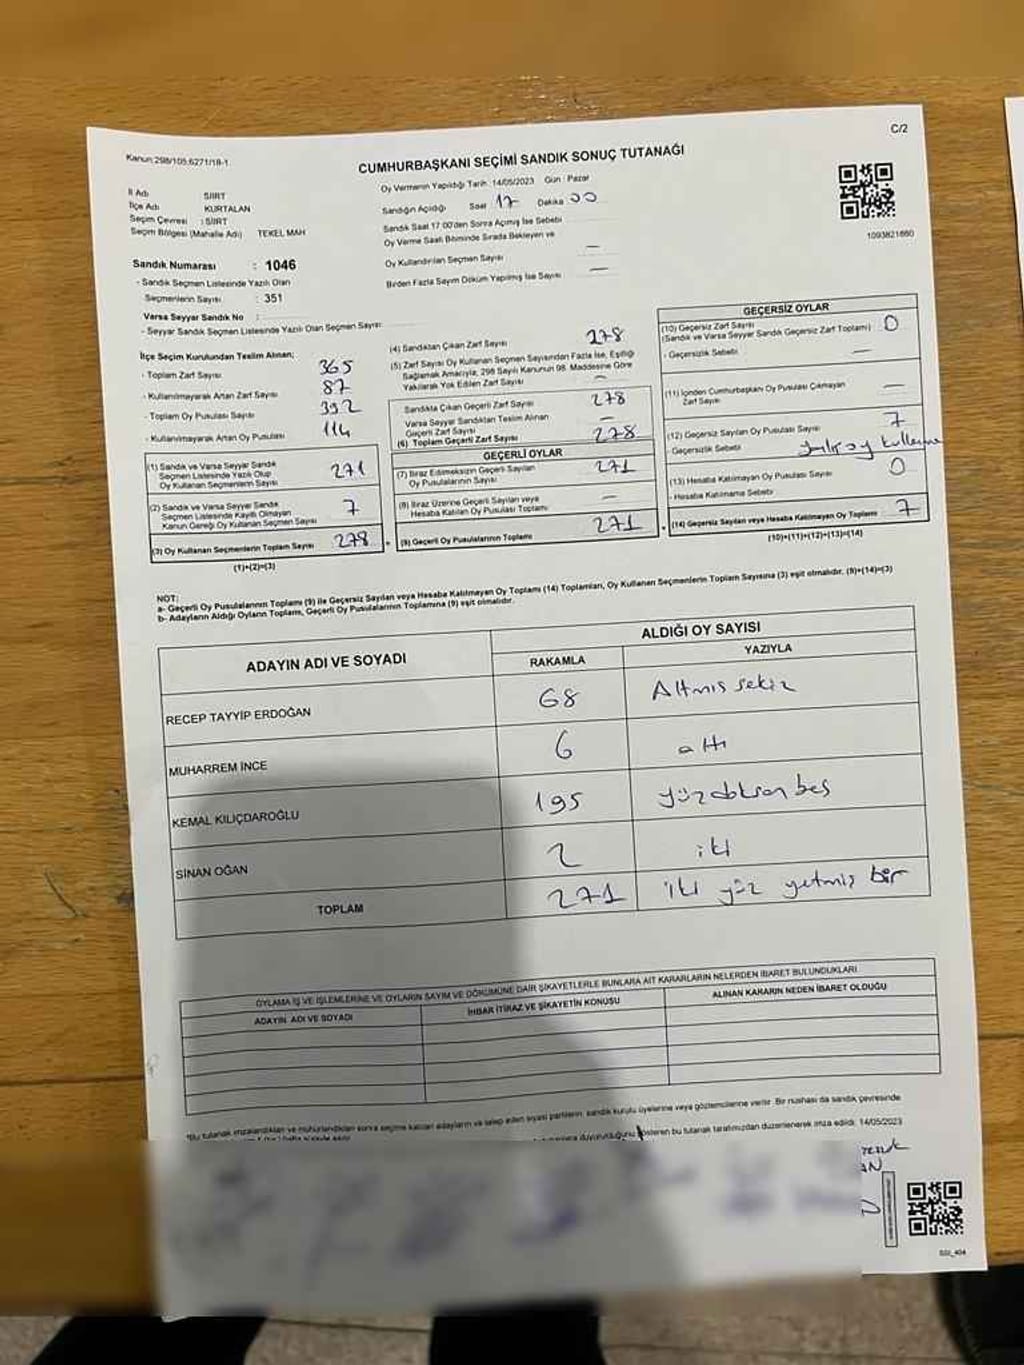 C/2
Kanun:298/105;6271/18-1
CUMHURBAŞKANI SEÇİMİ SANDIK SONUÇ TUTANAĞI
İl Adı SİİRT
İlçe Adı KURTALAN
Seçim Çevresi : SİİRT
Seçim Bölgesi (Mahalle Adı) TEKEL MAH
Oy Vermenin Yapıldığı Tarih : 14/05/2023 Gün : Pazar
Sandığın Açıldığı Saat 17 Dakika 00
Sandık Saat 17:00'den Sonra Açılmış İse Sebebi
Oy Verme Saati Bitiminde Sırada Bekleyen ve
Oy Kullandırılan Seçmen Sayısı —
Birden Fazla Sayım Döküm Yapılmış İse Sayısı —
1093821660
Sandık Numarası : 1046
- Sandık Seçmen Listesinde Yazılı Olan
Seçmenlerin Sayısı : 351
Varsa Seyyar Sandık No :
- Seyyar Sandık Seçmen Listesinde Yazılı Olan Seçmen Sayısı
İlçe Seçim Kurulundan Teslim Alınan;
- Toplam Zarf Sayısı 365
- Kullanılmayarak Artan Zarf Sayısı 87
- Toplam Oy Pusulası Sayısı 392
- Kullanılmayarak Artan Oy Pusulası 114
(1) Sandık ve Varsa Seyyar Sandık
Seçmen Listesinde Yazılı Olup
Oy Kullanan Seçmenlerin Sayısı 271
(2) Sandık ve Varsa Seyyar Sandık
Seçmen Listesinde Kayıtlı Olmayan
Kanun Gereği Oy Kullanan Seçmen Sayısı 7
(3) Oy Kullanan Seçmenlerin Toplam Sayısı 278
(1)+(2)=(3)
(4) Sandıktan Çıkan Zarf Sayısı 278
(5) Zarf Sayısı Oy Kullanan Seçmen Sayısından Fazla İse, Eşitliği
Sağlamak Amacıyla, 298 Sayılı Kanunun 98. Maddesine Göre
Yakılarak Yok Edilen Zarf Sayısı —
Sandıkta Çıkan Geçerli Zarf Sayısı 278
Varsa Seyyar Sandıktan Teslim Alınan
Geçerli Zarf Sayısı —
(6) Toplam Geçerli Zarf Sayısı 278
GEÇERLİ OYLAR
(7) İtiraz Edilmeksizin Geçerli Sayılan
Oy Pusulalarının Sayısı 271
(8) İtiraz Üzerine Geçerli Sayılan veya
Hesaba Katılan Oy Pusulası Toplamı —
(9) Geçerli Oy Pusulalarının Toplamı 271
GEÇERSİZ OYLAR
(10) Geçersiz Zarf Sayısı
(Sandık ve Varsa Seyyar Sandık Geçersiz Zarf Toplamı) 0
- Geçersizlik Sebebi —
(11) İçinden Cumhurbaşkanı Oy Pusulası Çıkmayan
Zarf Sayısı —
(12) Geçersiz Sayılan Oy Pusulası Sayısı 7
- Geçersizlik Sebebi oy
(13) Hesaba Katılmayan Oy Pusulası Sayısı 0
- Hesaba Katılmama Sebebi
(14) Geçersiz Sayılan veya Hesaba Katılmayan Oy Toplamı 7
(10)+(11)+(12)+(13)=(14)
NOT:
a- Geçerli Oy Pusulalarının Toplamı (9) ile Geçersiz Sayılan veya Hesaba Katılmayan Oy Toplamı (14) Toplamları, Oy Kullanan Seçmenlerin Toplam Sayısına (3) eşit olmalıdır. (9)+(14)=(3)
b- Adayların Aldığı Oyların Toplamı, Geçerli Oy Pusulalarının Toplamına (9) eşit olmalıdır.
ADAYIN ADI VE SOYADI ALDIĞI OY SAYISI
RAKAMLA YAZIYLA
RECEP TAYYİP ERDOĞAN 68 Altmış sekiz
MUHARREM İNCE 6 altı
KEMAL KILIÇDAROĞLU 195 yüzdoksan beş
SİNAN OĞAN 2 iki
TOPLAM 271 iki yüz yetmiş bir
OYLAMA İŞ VE İŞLEMLERİNE VE OYLARIN SAYIM VE DÖKÜMÜNE DAİR ŞİKAYETLERLE BUNLARA AİT KARARLARIN NELERDEN İBARET BULUNDUKLARI
ADAYIN ADI VE SOYADI İHBAR İTİRAZ VE ŞİKAYETİN KONUSU ALINAN KARARIN NEDEN İBARET OLDUĞU
*Bu tutanak imzalandıktan ve mühürlendikten sonra seçime katılan adayların ve talep eden siyasi partilerin, sandık kurulu üyelerine veya gözlemcilerine verilir. Bir nüshası da sandık çevresinde
duyurulduğunu gösteren bu tutanak tarafımızdan düzenlenerek imza edildi. 14/05/2023